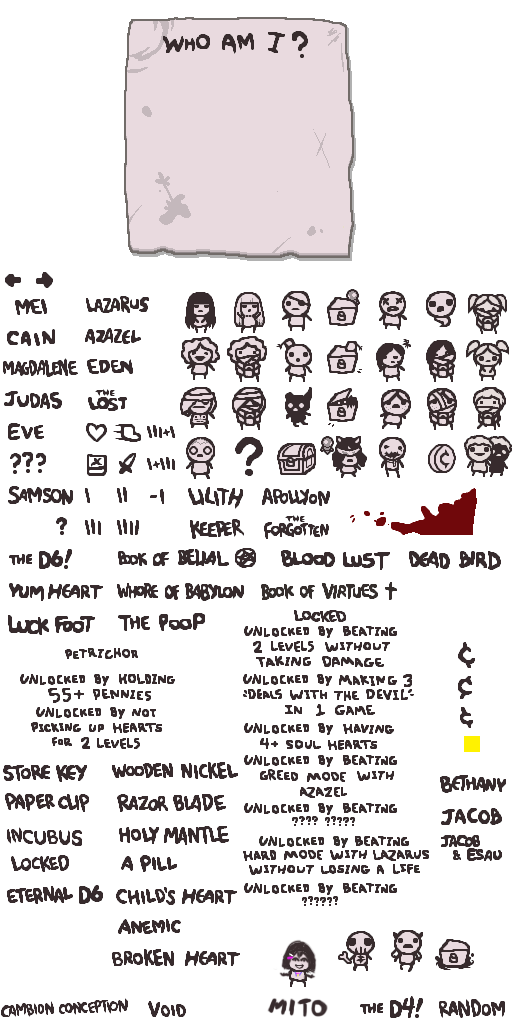 WHO AM I?
MEI LAZARUS
CAIN AZAZEL
MAGDALENE EDEN
JUDAS THE LOST
EVE III+I
??? I+III
?
¢
SAMSON I II -I LILITH APOLLYON
? III IIII KEEPER THE FORGOTTEN
THE D6! BOOK OF BELIAL BLOOD LUST DEAD BIRD
YUM HEART WHORE OF BABYLON BOOK OF VIRTUES
LUCK FOOT THE POOP
LOCKED
UNLOCKED BY BEATING
2 LEVELS WITHOUT
TAKING DAMAGE
PETRICHOR
UNLOCKED BY HOLDING
55+ PENNIES
UNLOCKED BY NOT
PICKING UP HEARTS
FOR 2 LEVELS
UNLOCKED BY MAKING 3
"DEALS WITH THE DEVIL"
IN 1 GAME
UNLOCKED BY HAVING
4+ SOUL HEARTS
UNLOCKED BY BEATING
GREED MODE WITH
AZAZEL
UNLOCKED BY BEATING
???? ?????
UNLOCKED BY BEATING
HARD MODE WITH LAZARUS
WITHOUT LOSING A LIFE
UNLOCKED BY BEATING
??????
¢
¢
¢
STORE KEY WOODEN NICKEL
PAPER CLIP RAZOR BLADE
INCUBUS HOLY MANTLE
LOCKED A PILL
ETERNAL D6 CHILD'S HEART
ANEMIC
BROKEN HEART
BETHANY
JACOB
JACOB
& ESAU
CAMBION CONCEPTION VOID MITO THE D4! RANDOM